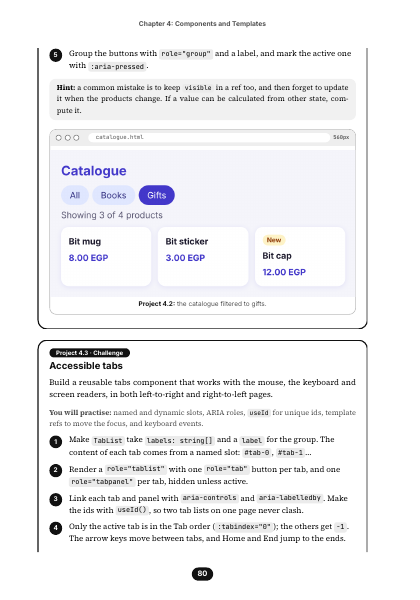 Chapter 4: Components and Templates
5 Group the buttons with role="group" and a label, and mark the active one
with :aria-pressed.
Hint: a common mistake is to keep visible in a ref too, and then forget to update
it when the products change. If a value can be calculated from other state, com-
pute it.
catalogue.html 560px
Catalogue
All Books Gifts
Showing 3 of 4 products
Bit mug
8.00 EGP
Bit sticker
3.00 EGP
New
Bit cap
12.00 EGP
Project 4.2: the catalogue filtered to gifts.
Project 4.3 · Challenge
Accessible tabs
Build a reusable tabs component that works with the mouse, the keyboard and
screen readers, in both left-to-right and right-to-left pages.
You will practise: named and dynamic slots, ARIA roles, useId for unique ids, template
refs to move the focus, and keyboard events.
1 Make TabList take labels: string[] and a label for the group. The
content of each tab comes from a named slot: #tab-0, #tab-1…
2 Render a role="tablist" with one role="tab" button per tab, and one
role="tabpanel" per tab, hidden unless active.
3 Link each tab and panel with aria-controls and aria-labelledby. Make
the ids with useId(), so two tab lists on one page never clash.
4 Only the active tab is in the Tab order (:tabindex="0"); the others get -1.
The arrow keys move between tabs, and Home and End jump to the ends.
80